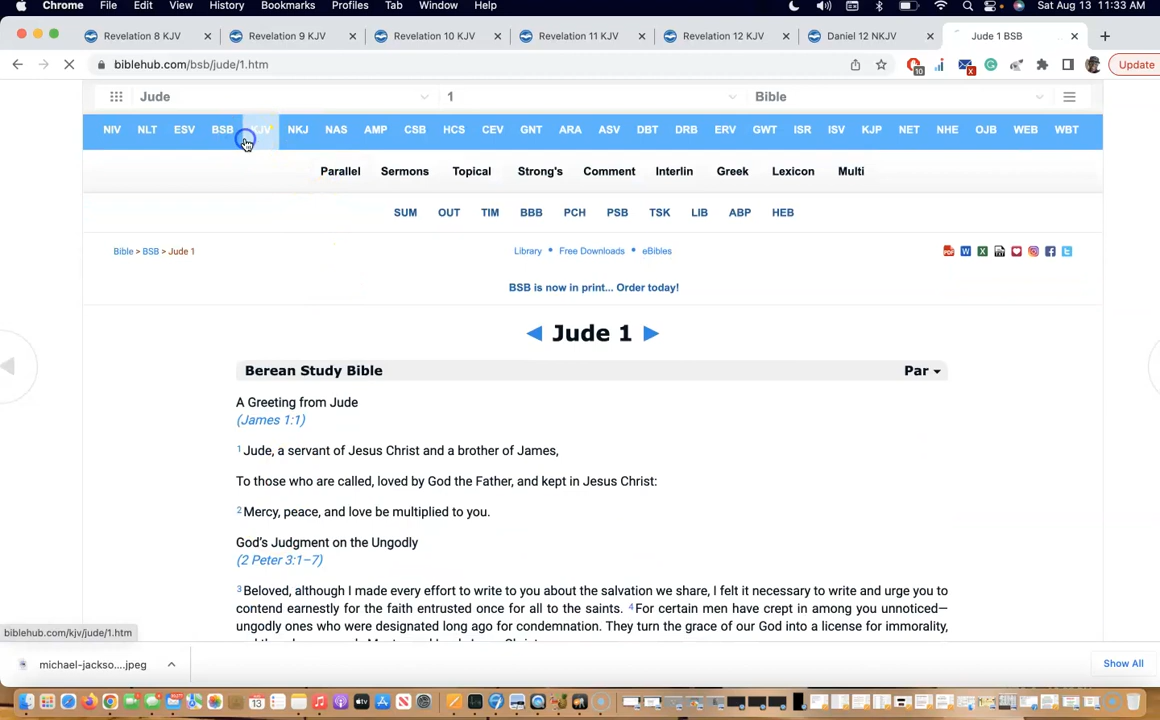 Chrome File Edit View History Bookmarks Profiles Tab Window Help Sat Aug 13 11:33 AM
Revelation 8 KJV Revelation 9 KJV Revelation 10 KJV Revelation 11 KJV Revelation 12 KJV Daniel 12 NKJV Jude 1 BSB
biblehub.com/bsb/jude/1.htm 10 x Update
Jude 1 Bible
NIV NLT ESV BSB KJV NKJ NAS AMP CSB HCS CEV GNT ARA ASV DBT DRB ERV GWT ISR ISV KJP NET NHE OJB WEB WBT
Parallel Sermons Topical Strong's Comment Interlin Greek Lexicon Multi
SUM OUT TIM BBB PCH PSB TSK LIB ABP HEB
Bible > BSB > Jude 1 Library • Free Downloads • eBibles
BSB is now in print... Order today!
◄ Jude 1 ►
Berean Study Bible Par
A Greeting from Jude
(James 1:1)
1Jude, a servant of Jesus Christ and a brother of James,
To those who are called, loved by God the Father, and kept in Jesus Christ:
2Mercy, peace, and love be multiplied to you.
God's Judgment on the Ungodly
(2 Peter 3:1–7)
3Beloved, although I made every effort to write to you about the salvation we share, I felt it necessary to write and urge you to
contend earnestly for the faith entrusted once for all to the saints. 4For certain men have crept in among you unnoticed—
ungodly ones who were designated long ago for condemnation. They turn the grace of our God into a license for immorality,
biblehub.com/kjv/jude/1.htm
michael-jackso....jpeg Show All